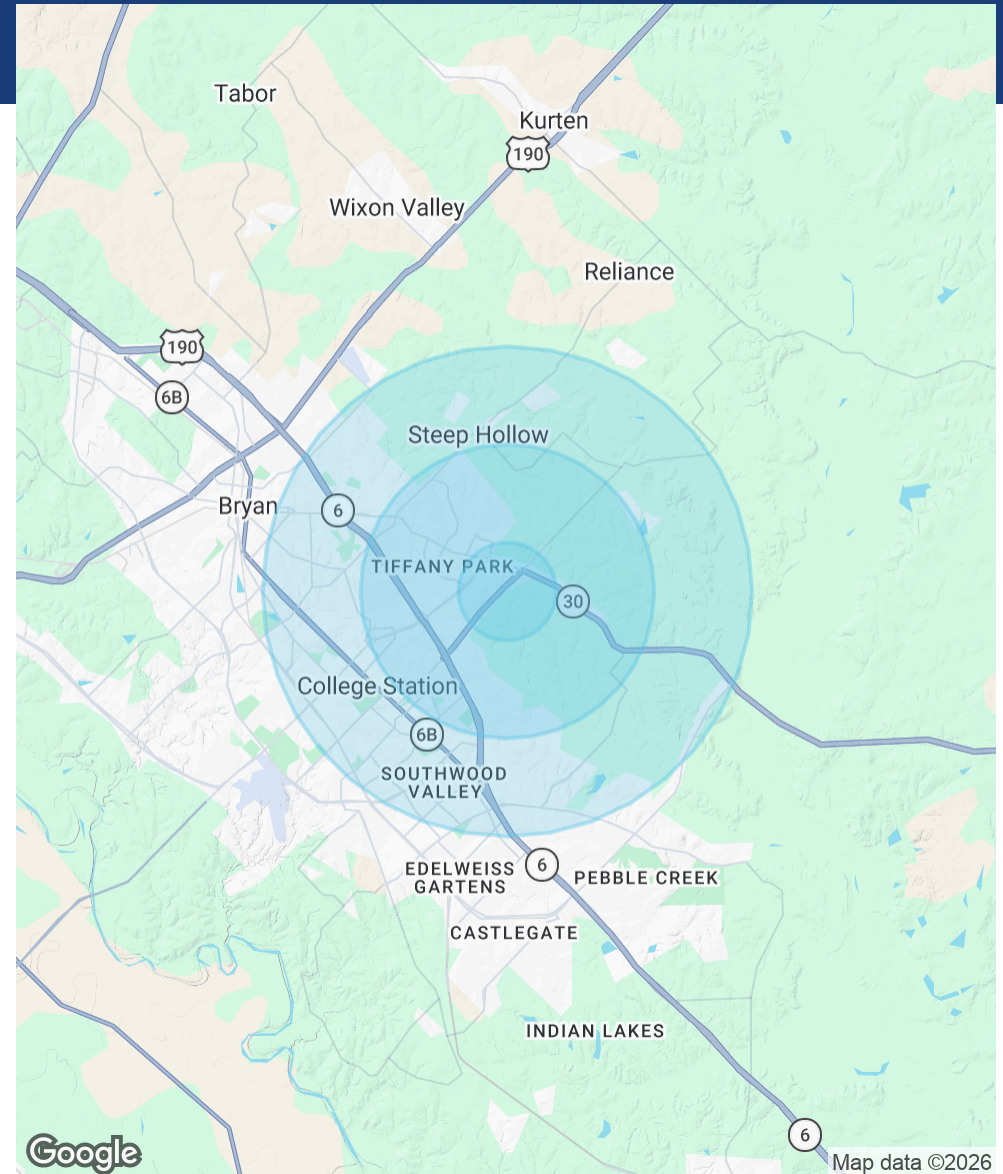 Tabor
Kurten
190
Wixon Valley
Reliance
190
6B
Steep Hollow
Bryan
6
TIFFANY PARK
30
College Station
6B
SOUTHWOOD
VALLEY
EDELWEISS
GARTENS
6
PEBBLE CREEK
CASTLEGATE
INDIAN LAKES
6
Google
Map data ©2026